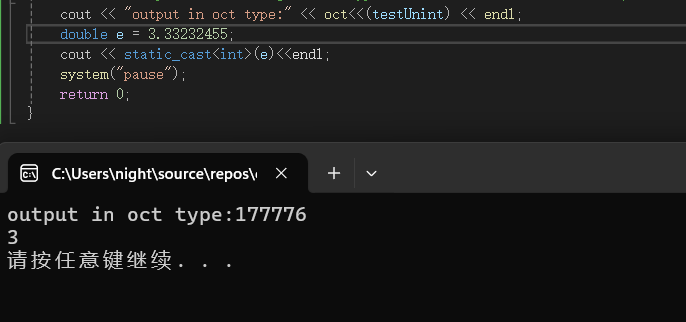 cout << "output in oct type:" << oct<<(testUnint) << endl;
double e = 3.33232455;
cout << static_cast<int>(e)<<endl;
system("pause");
return 0;
}
C:\Users\night\source\repos\
output in oct type:177776
3
请按任意键继续. . .